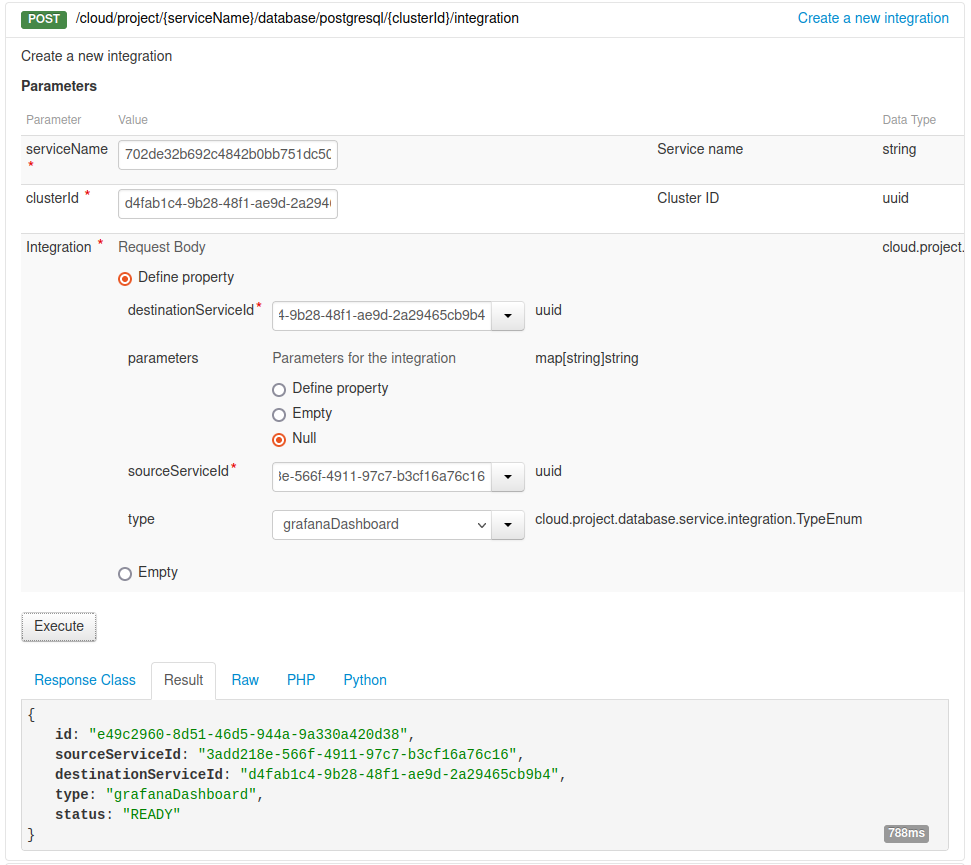 POST /cloud/project/{serviceName}/database/postgresql/{clusterId}/integration Create a new integration
Create a new integration
Parameters
Parameter Value Data Type
serviceName * 702de32b692c4842b0bb751dc50 Service name string
clusterId * d4fab1c4-9b28-48f1-ae9d-2a294 Cluster ID uuid
Integration * Request Body cloud.project.
Define property
destinationServiceId* 4-9b28-48f1-ae9d-2a29465cb9b4 uuid
parameters Parameters for the integration map[string]string
Define property
Empty
Null
sourceServiceId* 8e-566f-4911-97c7-b3cf16a76c16 uuid
type grafanaDashboard cloud.project.database.service.integration.TypeEnum
Empty
Execute
Response Class Result Raw PHP Python
{
id: "e49c2960-8d51-46d5-944a-9a330a420d38",
sourceServiceId: "3add218e-566f-4911-97c7-b3cf16a76c16",
destinationServiceId: "d4fab1c4-9b28-48f1-ae9d-2a29465cb9b4",
type: "grafanaDashboard",
status: "READY"
}
788ms